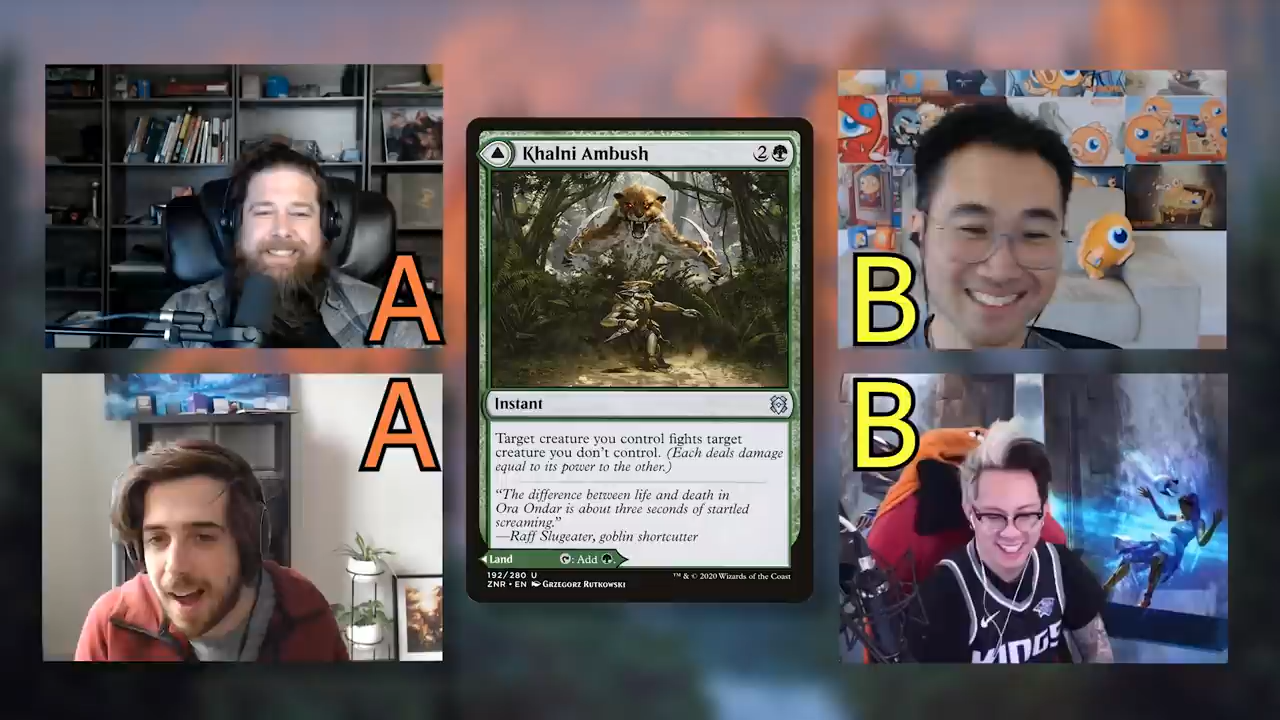 A
A
B
B
Khalni Ambush
2
Instant
Target creature you control fights target
creature you don't control. (Each deals damage
equal to its power to the other.)
"The difference between life and death in
Ora Ondar is about three seconds of startled
screaming."
—Raff Slugeater, goblin shortcutter
Land
: Add .
192/280 U
ZNR • EN Grzegorz Rutkowski
™ & © 2020 Wizards of the Coast
KINGS